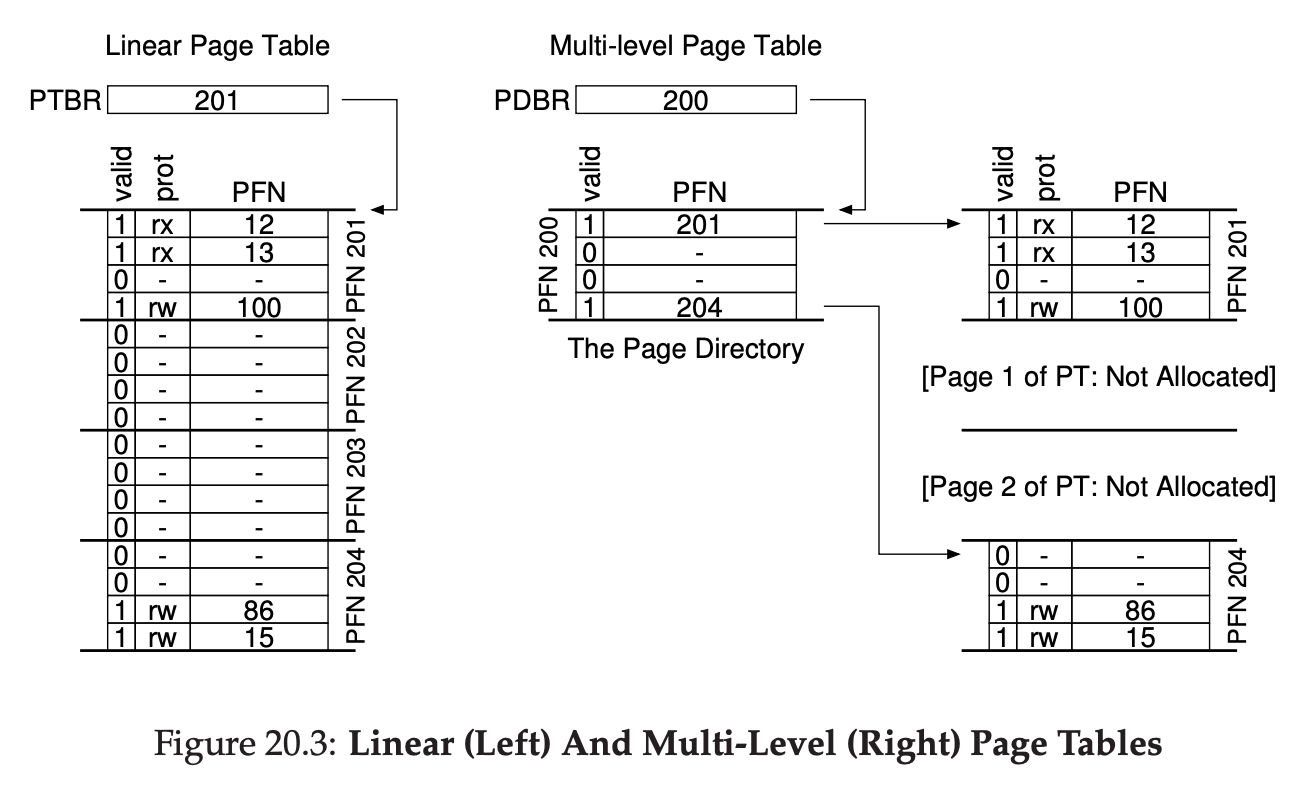 Linear Page Table
PTBR 201
valid prot PFN
1 rx 12
1 rx 13
0 - -
1 rw 100
PFN 201
0 - -
0 - -
0 - -
0 - -
PFN 202
0 - -
0 - -
0 - -
0 - -
PFN 203
0 - -
0 - -
1 rw 86
1 rw 15
PFN 204
Multi-level Page Table
PDBR 200
valid PFN
PFN 200
1 201
0 -
0 -
1 204
The Page Directory
valid prot PFN
1 rx 12
1 rx 13
0 - -
1 rw 100
PFN 201
[Page 1 of PT: Not Allocated]
[Page 2 of PT: Not Allocated]
0 - -
0 - -
1 rw 86
1 rw 15
PFN 204
Figure 20.3: Linear (Left) And Multi-Level (Right) Page Tables